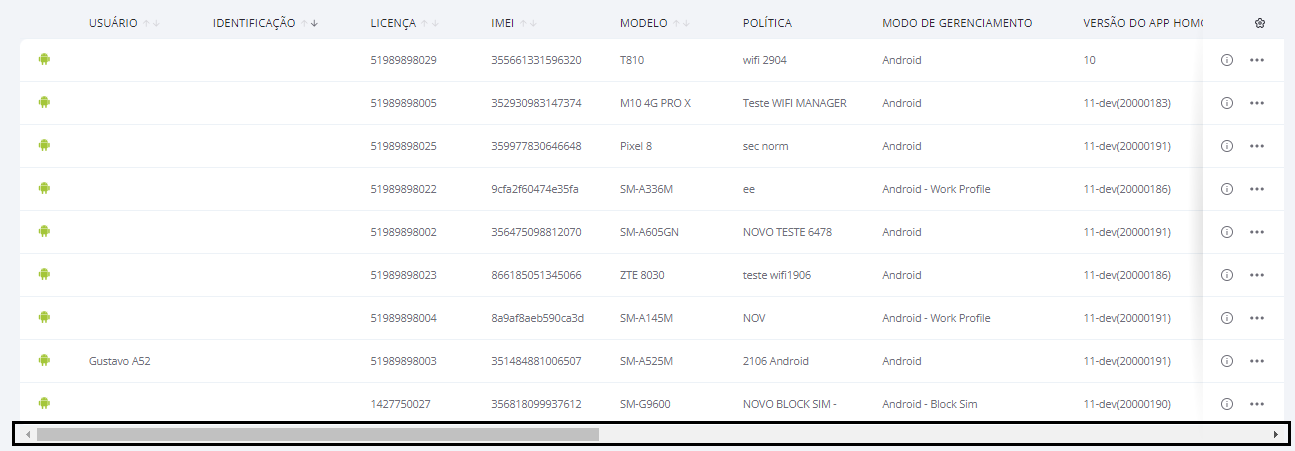 USUÁRIO IDENTIFICAÇÃO LICENÇA IMEI MODELO POLÍTICA MODO DE GERENCIAMENTO VERSÃO DO APP HOMO
51989898029 355661331596320 T810 wifi 2904 Android 10
51989898005 352930983147374 M10 4G PRO X Teste WIFI MANAGER Android 11-dev(20000183)
51989898025 359977830646648 Pixel 8 sec norm Android 11-dev(20000191)
51989898022 9cfa2f60474e35fa SM-A336M ee Android - Work Profile 11-dev(20000186)
51989898002 356475098812070 SM-A605GN NOVO TESTE 6478 Android 11-dev(20000191)
51989898023 866185051345066 ZTE 8030 teste wifi1906 Android 11-dev(20000186)
51989898004 8a9af8aeb590ca3d SM-A145M NOV Android - Work Profile 11-dev(20000191)
Gustavo A52 51989898003 351484881006507 SM-A525M 2106 Android Android 11-dev(20000191)
1427750027 356818099937612 SM-G9600 NOVO BLOCK SIM - Android - Block Sim 11-dev(20000190)